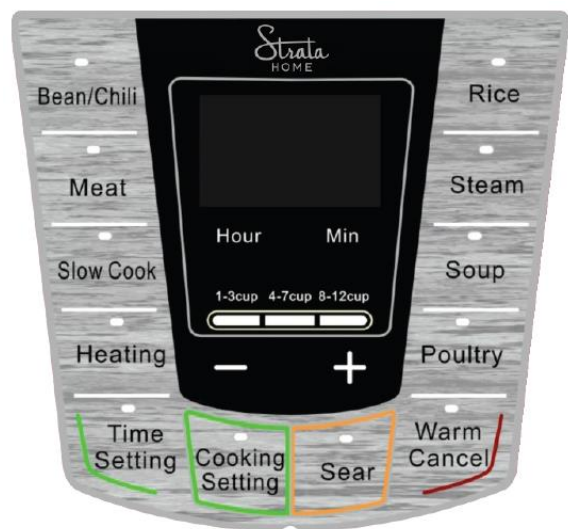 Strata
HOME
Bean/Chili
Rice
Meat
Steam
Hour Min
Slow Cook
Soup
1-3cup 4-7cup 8-12cup
Heating
Poultry
− +
Time
Setting
Cooking
Setting
Sear
Warm
Cancel